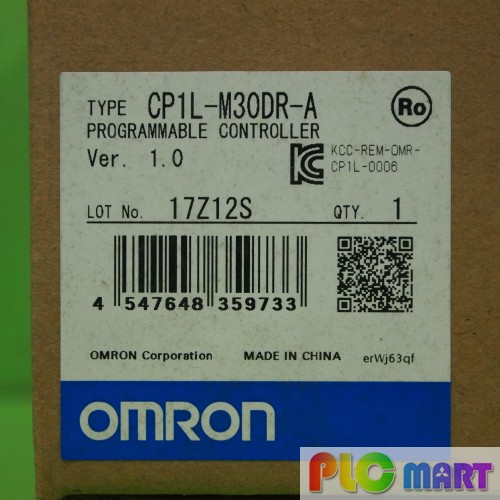 TYPE CP1L-M30DR-A
Ro
PROGRAMMABLE CONTROLLER
Ver. 1.0
KCC-REM-OMR-
CP1L-0006
LOT No. 17Z12S QTY. 1
4 547648 359733
OMRON Corporation MADE IN CHINA erWj63qf
OMRON
PLC MART